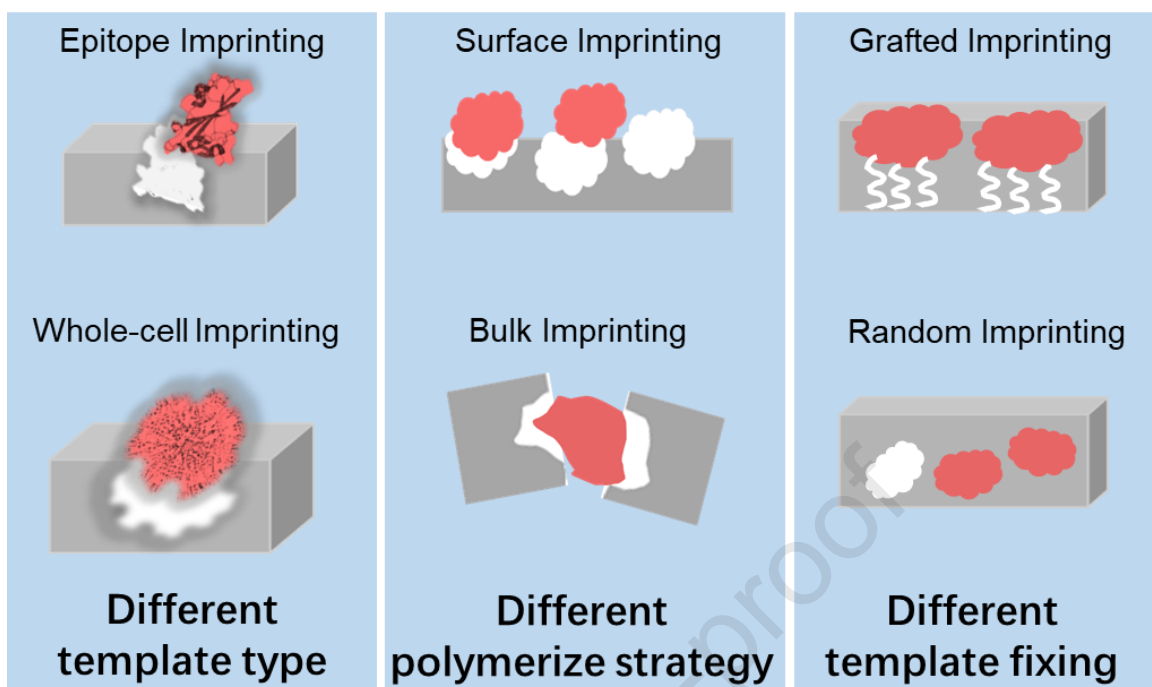 Epitope Imprinting
Whole-cell Imprinting
Different
template type
Surface Imprinting
Bulk Imprinting
Different
polymerize strategy
Grafted Imprinting
Random Imprinting
Different
template fixing
-proof